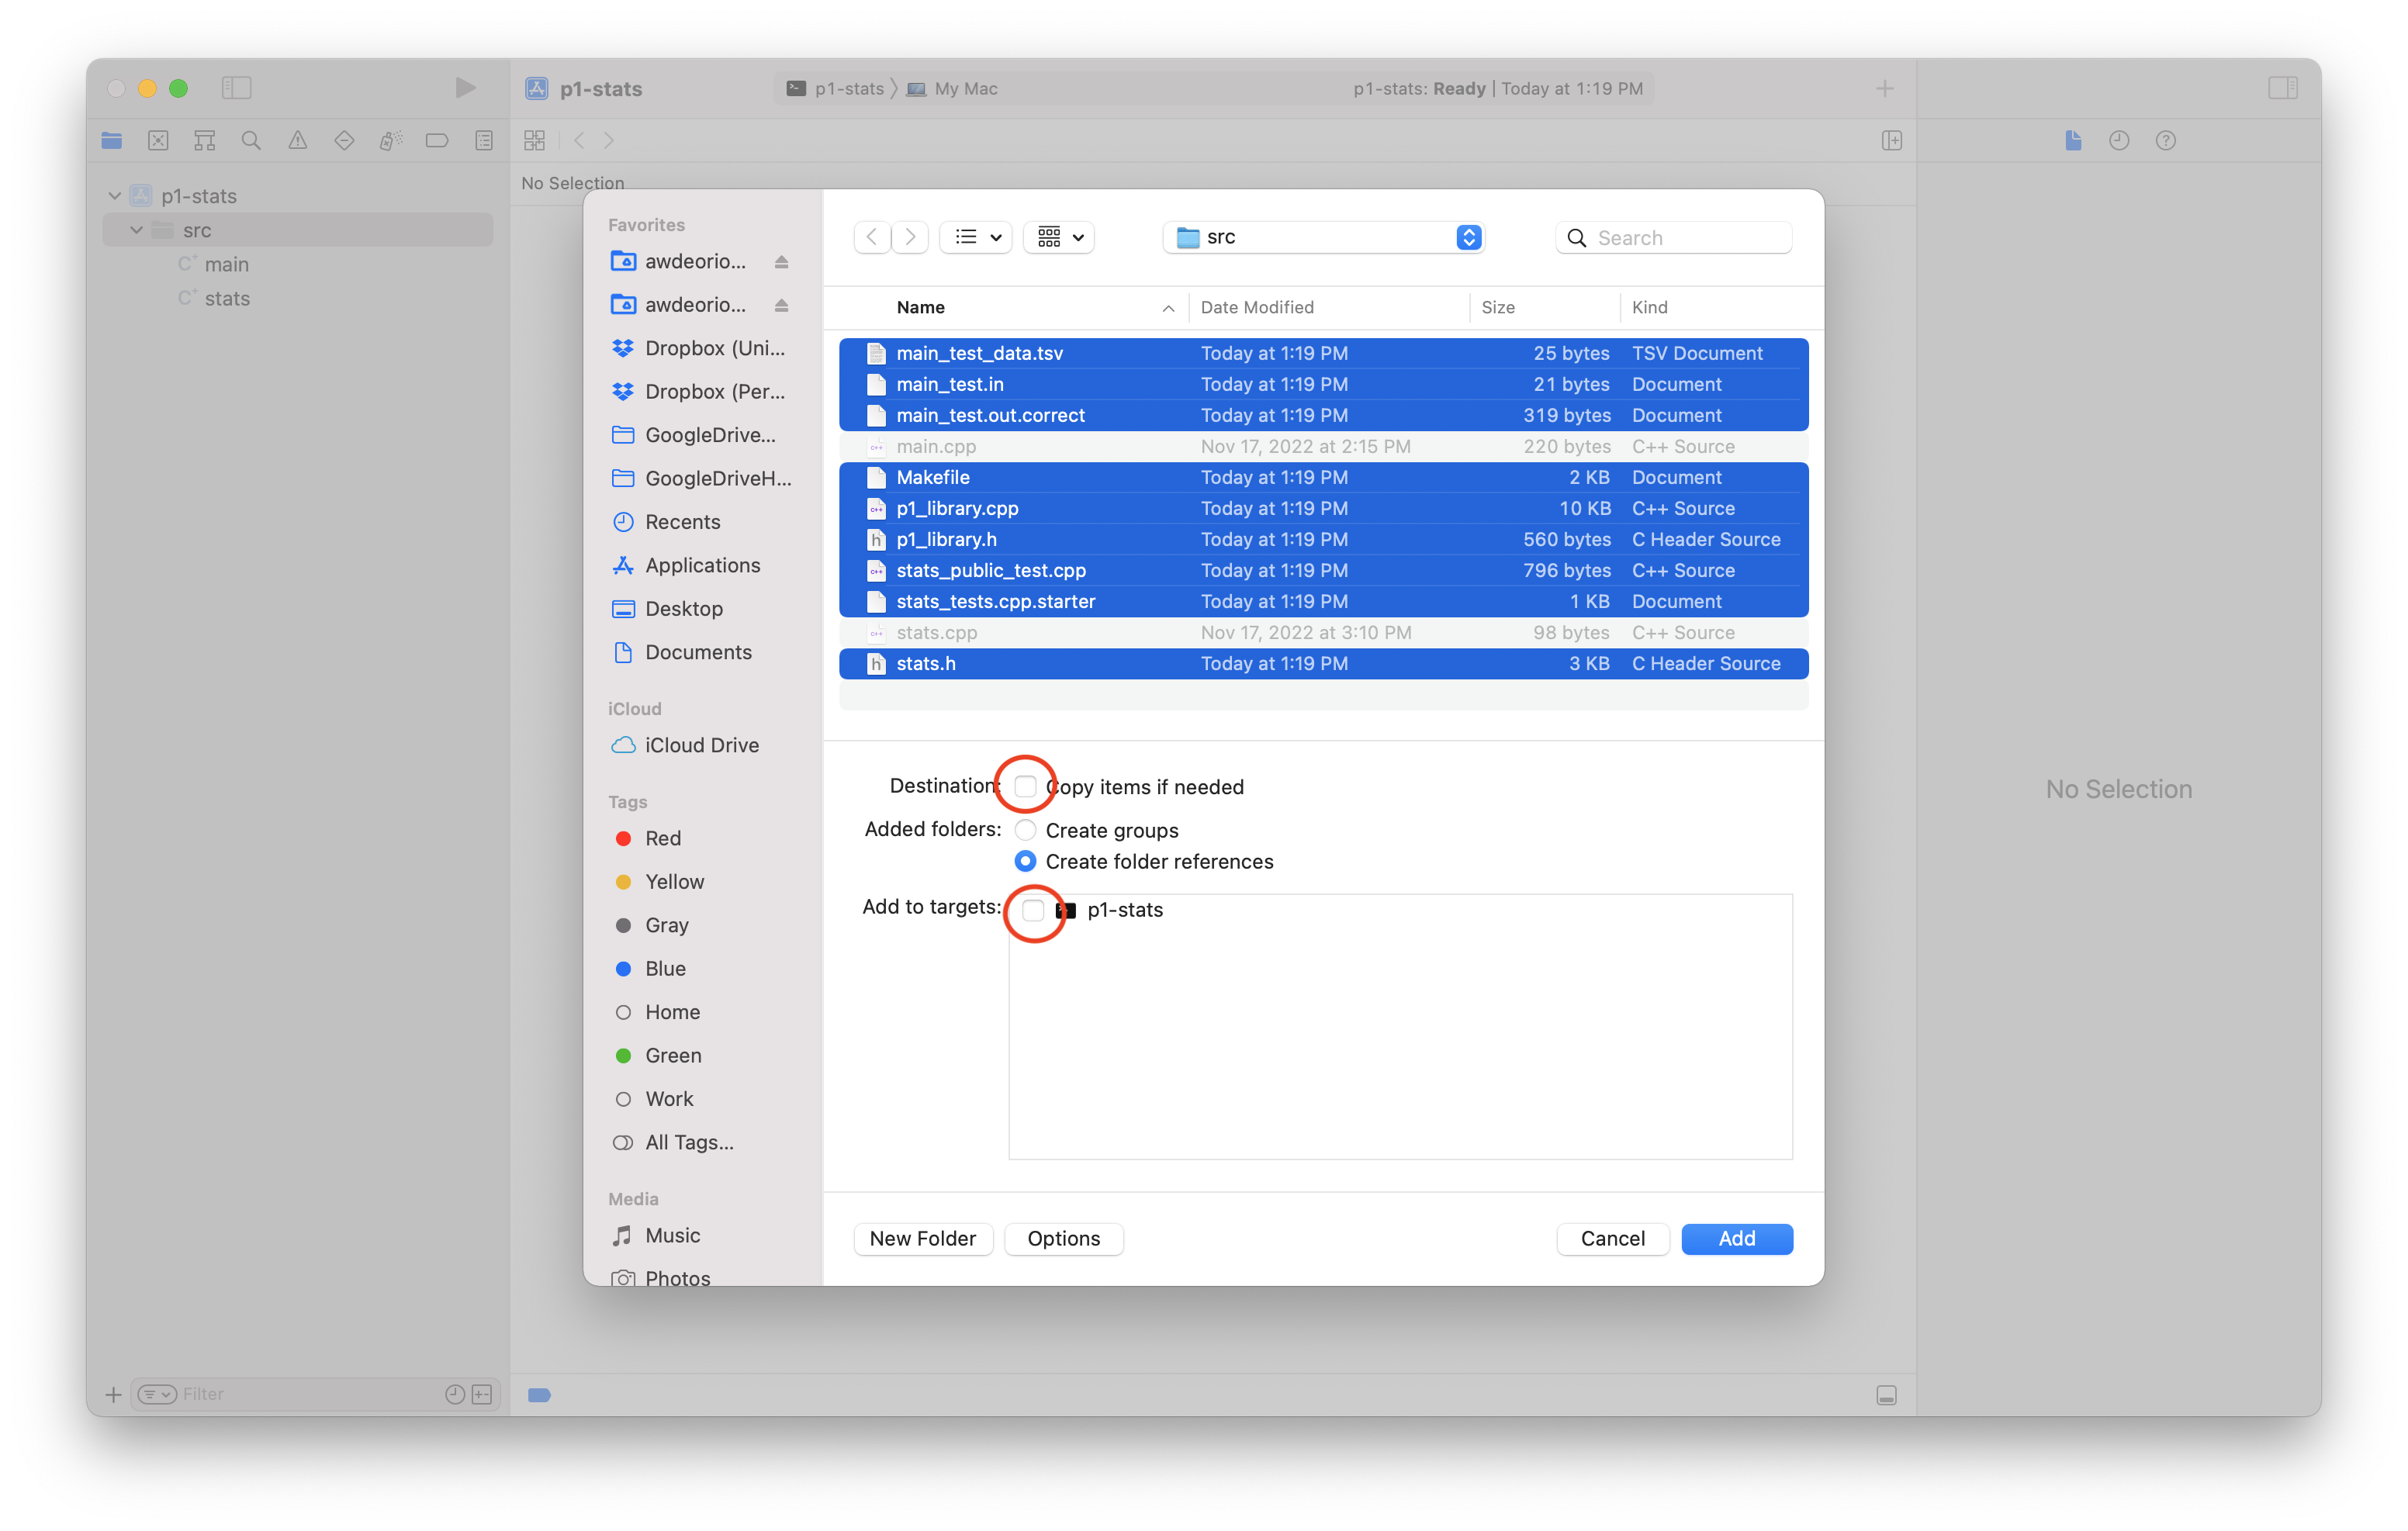 p1-stats
p1-stats 〉 My Mac
p1-stats: Ready | Today at 1:19 PM
No Selection
p1-stats
src
main
stats
Favorites
awdeorio...
awdeorio...
Dropbox (Uni...
Dropbox (Per...
GoogleDrive...
GoogleDriveH...
Recents
Applications
Desktop
Documents
iCloud
iCloud Drive
Tags
Red
Yellow
Gray
Blue
Home
Green
Work
All Tags...
Media
Music
Photos
src
Search
Name Date Modified Size Kind
main_test_data.tsv Today at 1:19 PM 25 bytes TSV Document
main_test.in Today at 1:19 PM 21 bytes Document
main_test.out.correct Today at 1:19 PM 319 bytes Document
main.cpp Nov 17, 2022 at 2:15 PM 220 bytes C++ Source
Makefile Today at 1:19 PM 2 KB Document
p1_library.cpp Today at 1:19 PM 10 KB C++ Source
p1_library.h Today at 1:19 PM 560 bytes C Header Source
stats_public_test.cpp Today at 1:19 PM 796 bytes C++ Source
stats_tests.cpp.starter Today at 1:19 PM 1 KB Document
stats.cpp Nov 17, 2022 at 3:10 PM 98 bytes C++ Source
stats.h Today at 1:19 PM 3 KB C Header Source
Destination: Copy items if needed
Added folders: Create groups
Create folder references
Add to targets: p1-stats
New Folder Options Cancel Add
No Selection
Filter